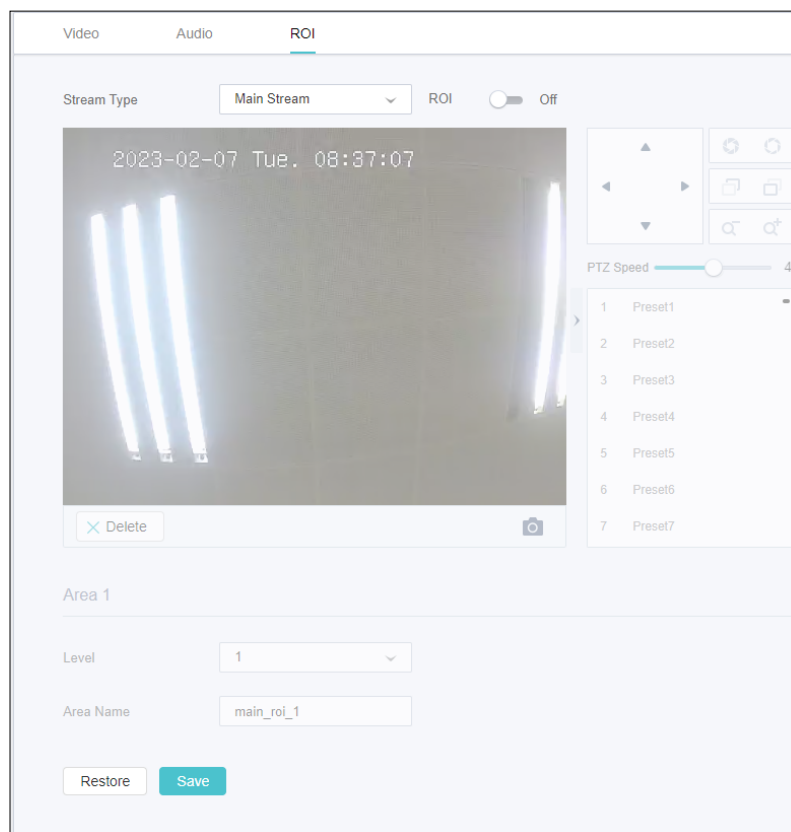 Video Audio ROI
Stream Type Main Stream ROI Off
2023-02-07 Tue. 08:37:07
PTZ Speed 4
1 Preset1
2 Preset2
3 Preset3
4 Preset4
5 Preset5
6 Preset6
7 Preset7
Delete
Area 1
Level 1
Area Name main_roi_1
Restore Save